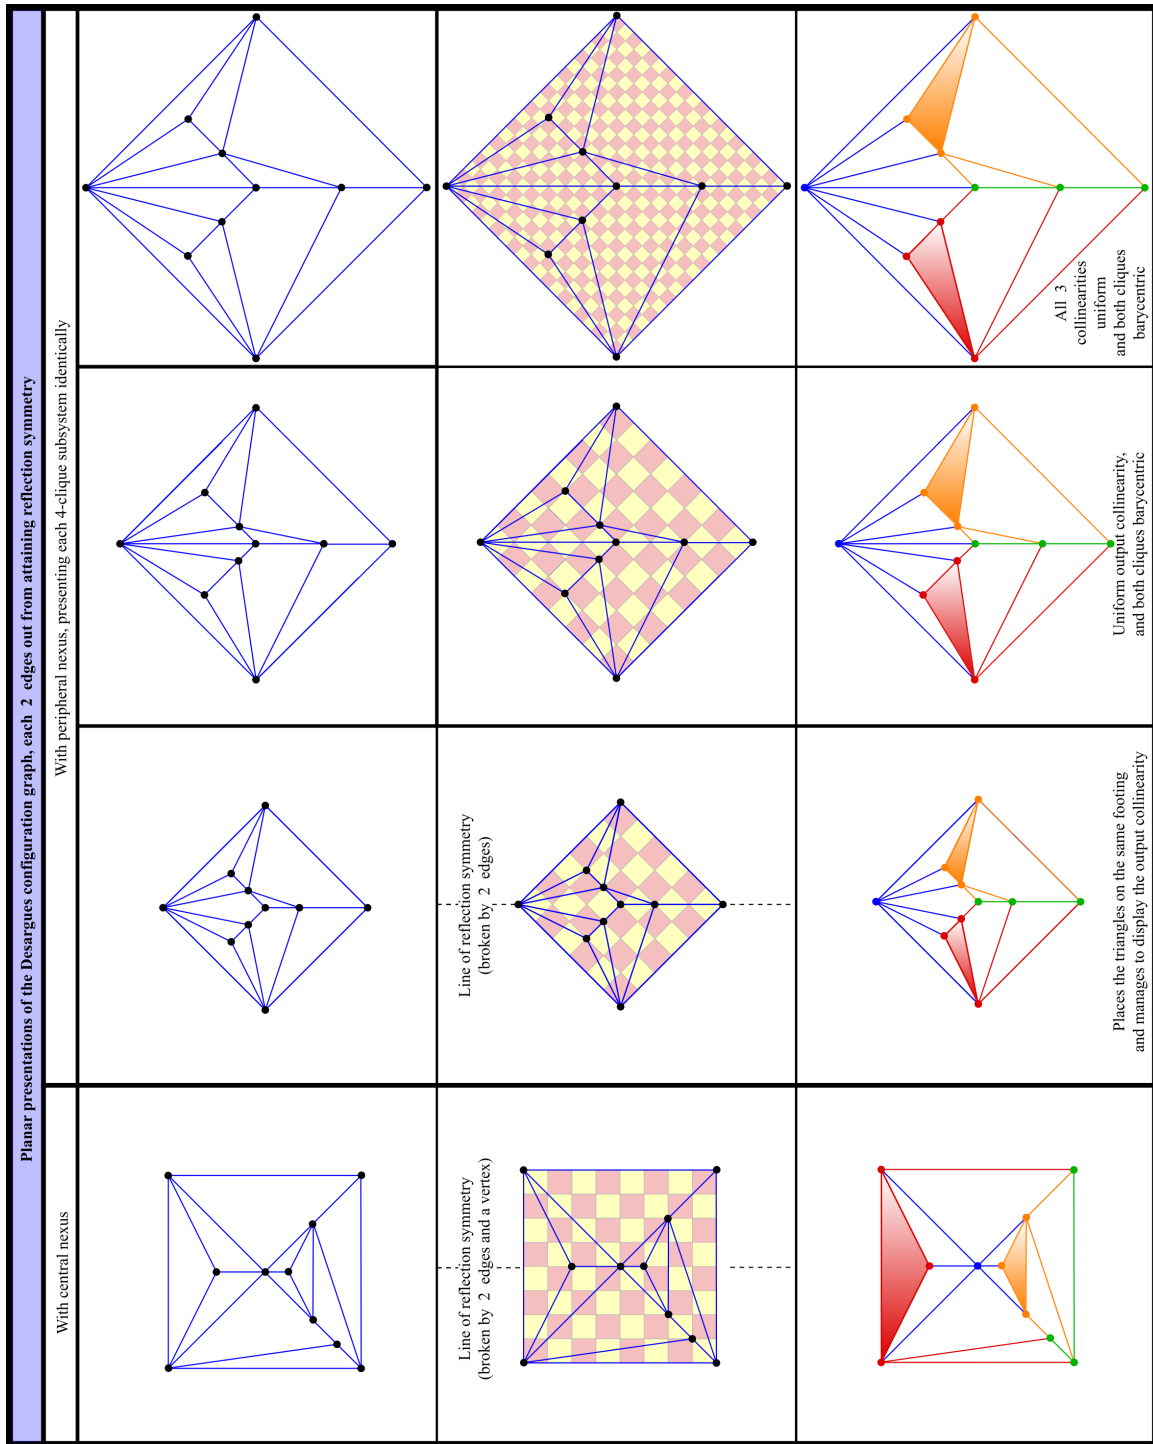 Planar presentations of the Desargues configuration graph, each 2 edges out from attaining reflection symmetry
With central nexus
With peripheral nexus, presenting each 4-clique subsystem identically
Line of reflection symmetry
(broken by 2 edges and a vertex)
Line of reflection symmetry
(broken by 2 edges)
Places the triangles on the same footing
and manages to display the output collinearity
Uniform output collinearity,
and both cliques barycentric
All 3
collinearities
uniform
and both cliques
barycentric